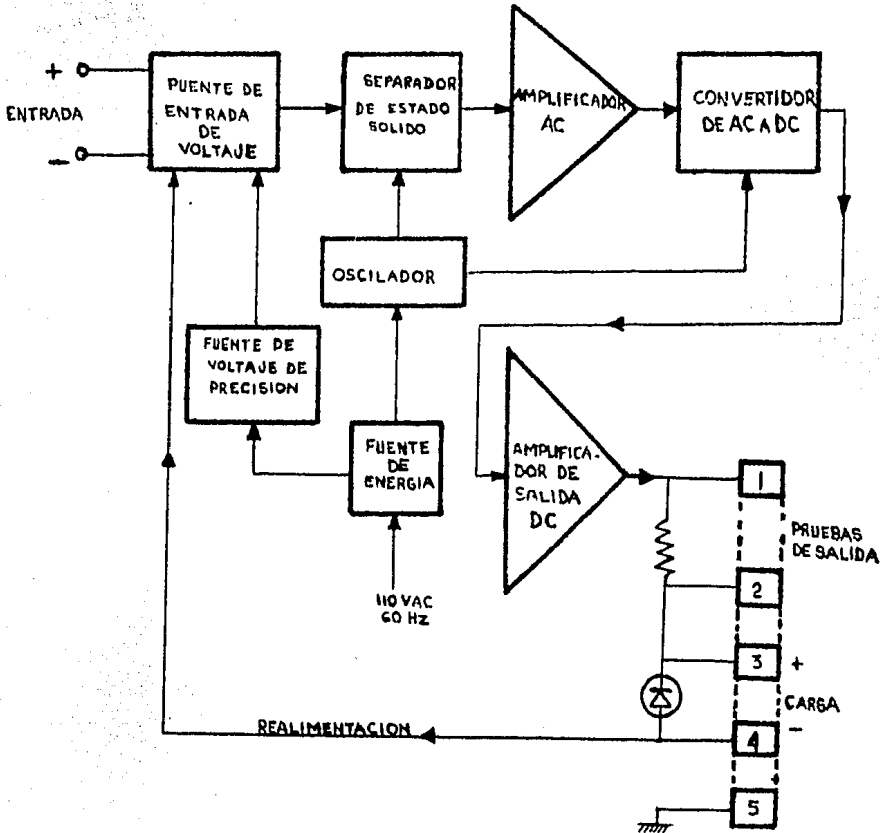 +
ENTRADA
−
PUENTE DE
ENTRADA
DE
VOLTAJE
SEPARADOR
DE ESTADO
SOLIDO
AMPLIFICADOR
AC
CONVERTIDOR
DE AC A DC
OSCILADOR
FUENTE DE
VOLTAJE DE
PRECISION
FUENTE
DE
ENERGIA
110 VAC
60 HZ
AMPLIFICA-
DOR DE
SALIDA
DC
1
PRUEBAS
DE SALIDA
2
3
+
CARGA
4
−
5
REALIMENTACION